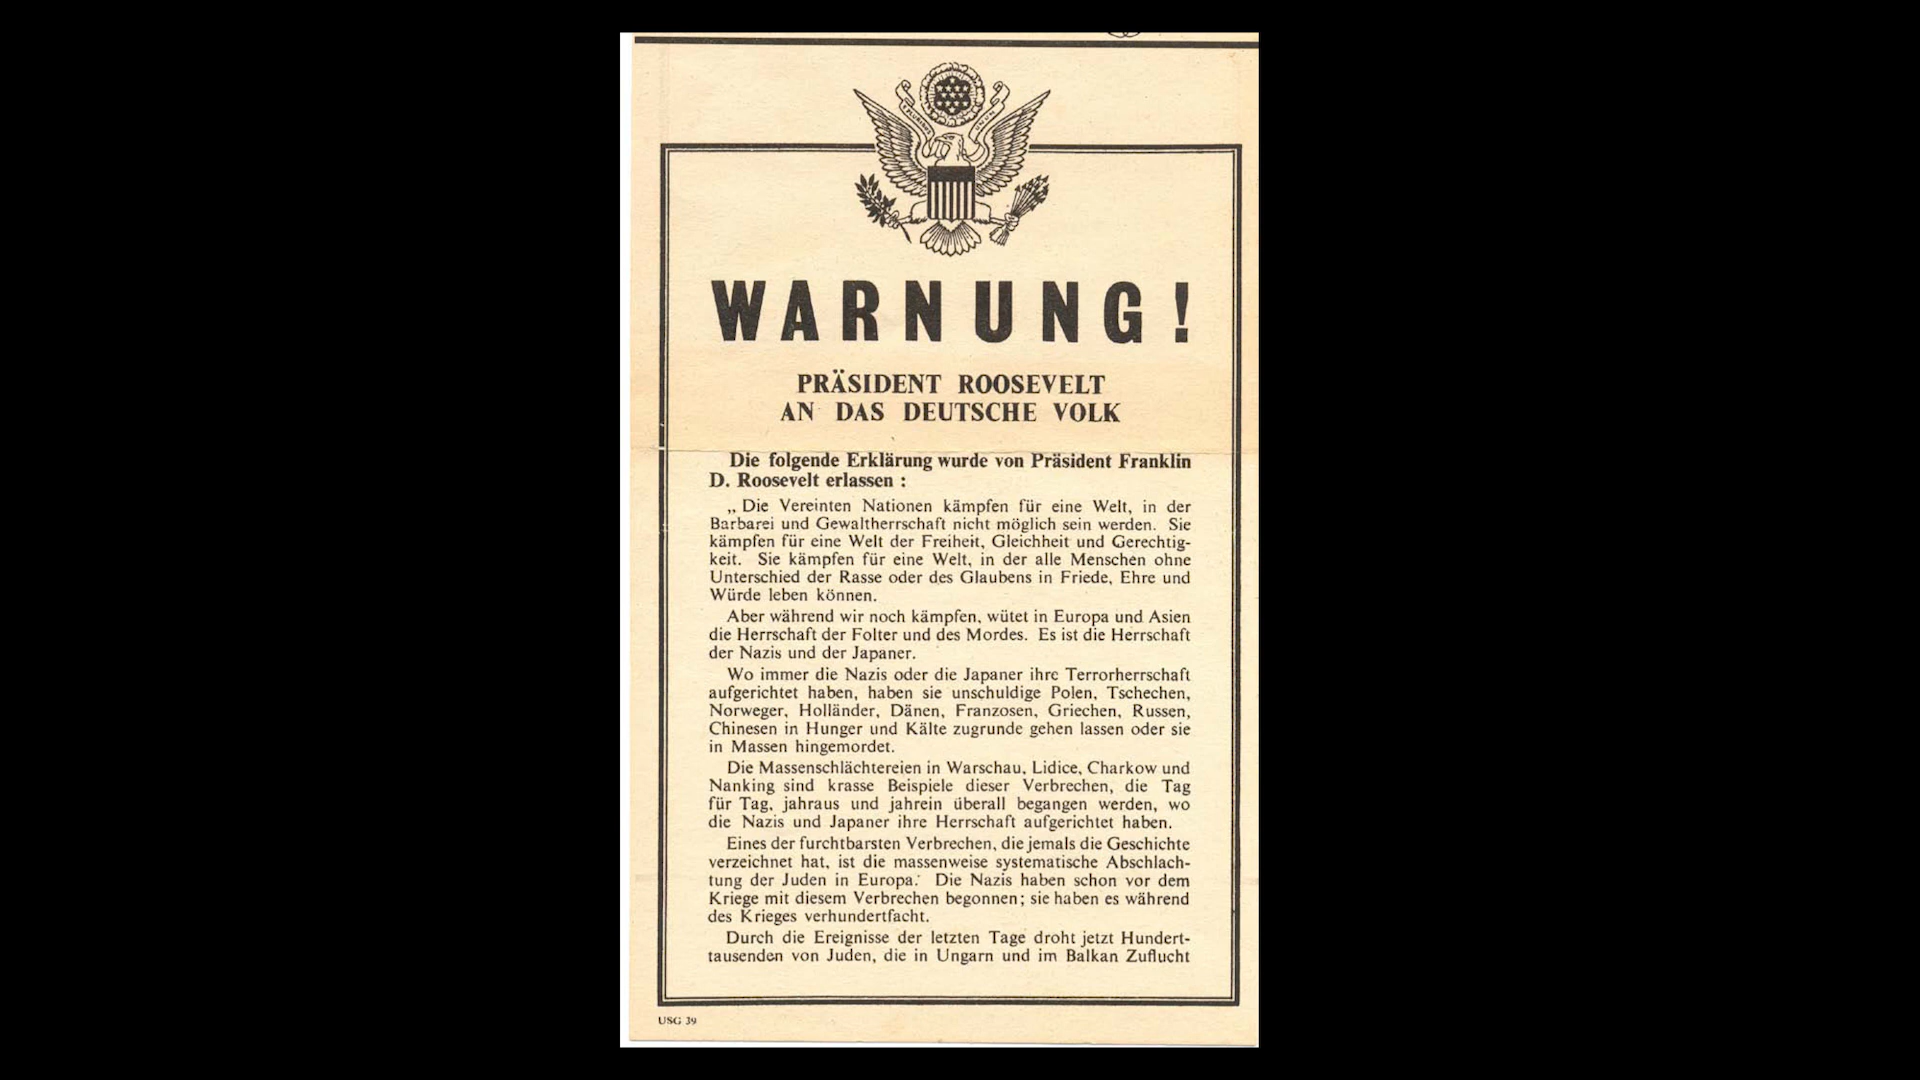 WARNUNG!
PRÄSIDENT ROOSEVELT
AN DAS DEUTSCHE VOLK
Die folgende Erklärung wurde von Präsident Franklin
D. Roosevelt erlassen :
„ Die Vereinten Nationen kämpfen für eine Welt, in der
Barbarei und Gewaltherrschaft nicht möglich sein werden. Sie
kämpfen für eine Welt der Freiheit, Gleichheit und Gerechtig-
keit. Sie kämpfen für eine Welt, in der alle Menschen ohne
Unterschied der Rasse oder des Glaubens in Friede, Ehre und
Würde leben können.
Aber während wir noch kämpfen, wütet in Europa und Asien
die Herrschaft der Folter und des Mordes. Es ist die Herrschaft
der Nazis und der Japaner.
Wo immer die Nazis oder die Japaner ihre Terrorherrschaft
aufgerichtet haben, haben sie unschuldige Polen, Tschechen,
Norweger, Holländer, Dänen, Franzosen, Griechen, Russen,
Chinesen in Hunger und Kälte zugrunde gehen lassen oder sie
in Massen hingemordet.
Die Massenschlächtereien in Warschau, Lidice, Charkow und
Nanking sind krasse Beispiele dieser Verbrechen, die Tag
für Tag, jahraus und jahrein überall begangen werden, wo
die Nazis und Japaner ihre Herrschaft aufgerichtet haben.
Eines der furchtbarsten Verbrechen, die jemals die Geschichte
verzeichnet hat, ist die massenweise systematische Abschlach-
tung der Juden in Europa. Die Nazis haben schon vor dem
Kriege mit diesem Verbrechen begonnen; sie haben es während
des Krieges verhundertfacht.
Durch die Ereignisse der letzten Tage droht jetzt Hundert-
tausenden von Juden, die in Ungarn und im Balkan Zuflucht
USG 39